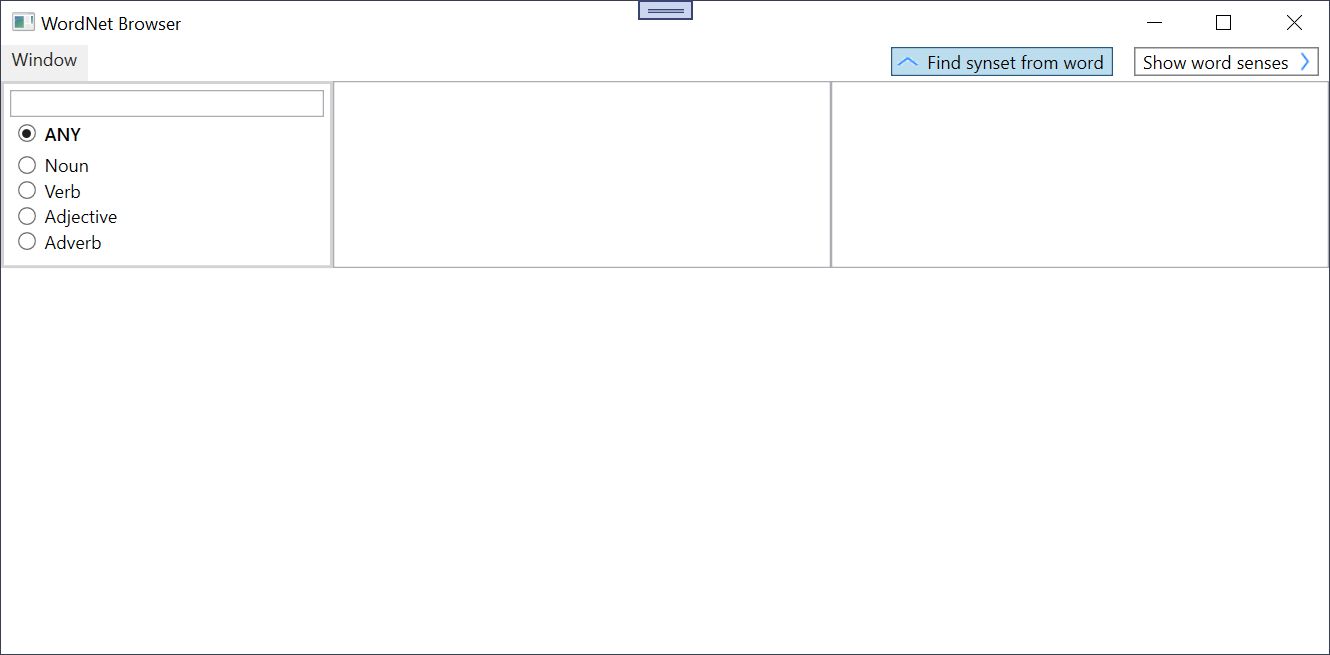 WordNet Browser
Window
Find synset from word
Show word senses
ANY
Noun
Verb
Adjective
Adverb